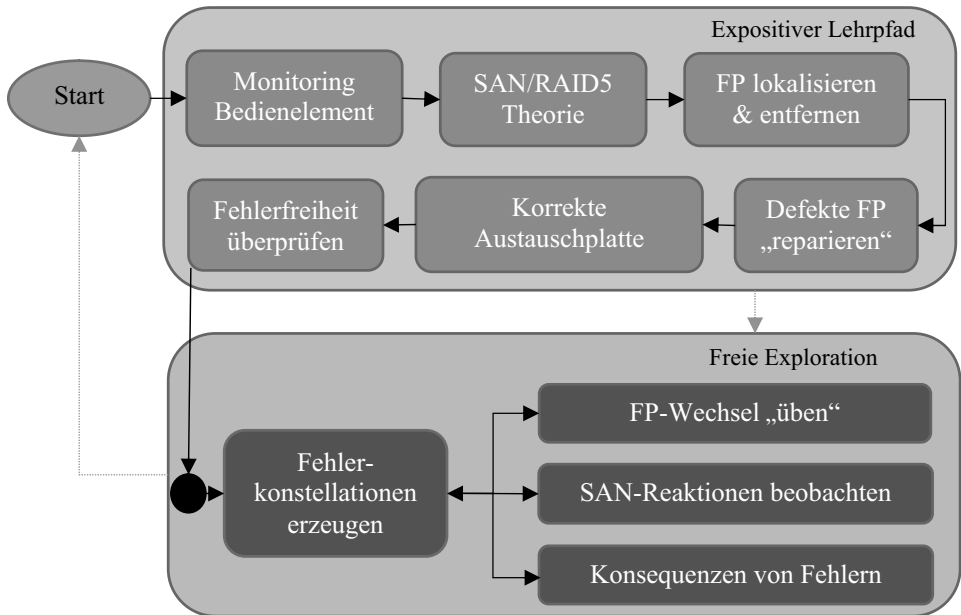 Expositiver Lehrpfad
Start
Monitoring
Bedienelement
SAN/RAID5
Theorie
FP lokalisieren
& entfernen
Defekte FP
„reparieren“
Korrekte
Austauschplatte
Fehlerfreiheit
überprüfen
Freie Exploration
Fehler-
konstellationen
erzeugen
FP-Wechsel „üben“
SAN-Reaktionen beobachten
Konsequenzen von Fehlern